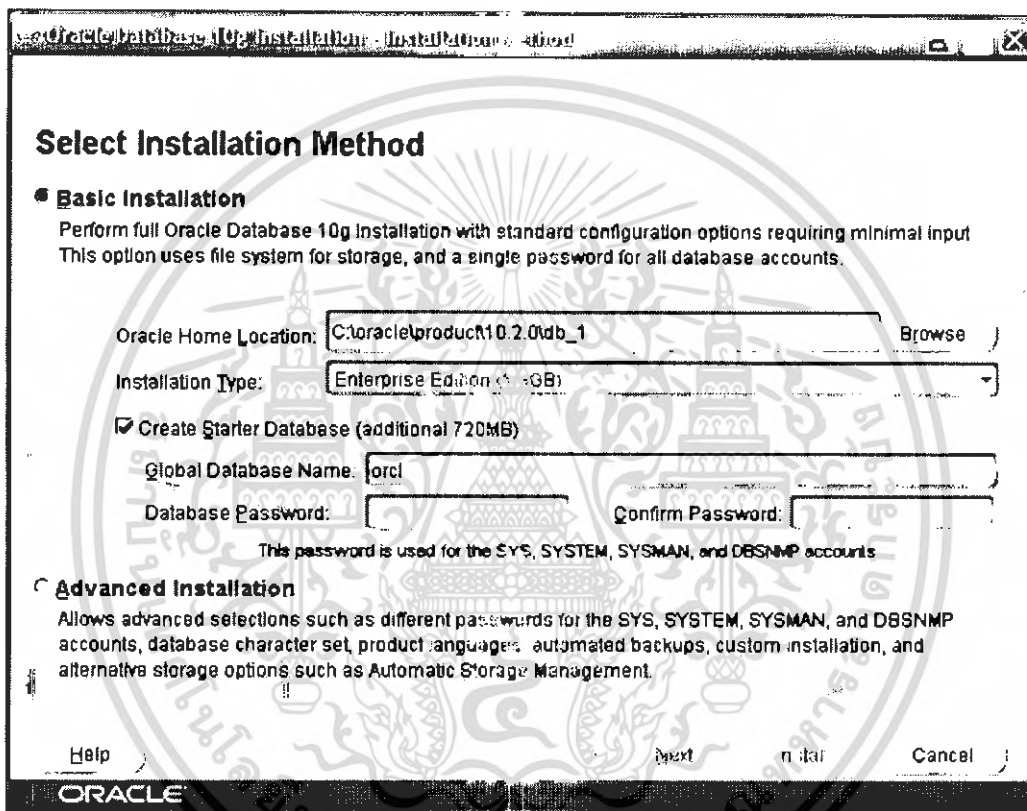 Oracle Database 10g Installation - Installation
Select Installation Method
Basic Installation
Perform full Oracle Database 10g Installation with standard configuration options requiring minimal input
This option uses file system for storage, and a single password for all database accounts.
Oracle Home Location: C:\oracle\product\10.2.0\db_1 Browse
Installation Type: Enterprise Edition
Create Starter Database (additional 720MB)
Global Database Name: orcl
Database Password: Confirm Password:
This password is used for the SYS, SYSTEM, SYSMAN, and DBSNMP accounts
Advanced Installation
Allows advanced selections such as different passwords for the SYS, SYSTEM, SYSMAN, and DBSNMP
accounts, database character set, product languages, automated backups, custom installation, and
alternative storage options such as Automatic Storage Management.
Help Next Cancel
ORACLE